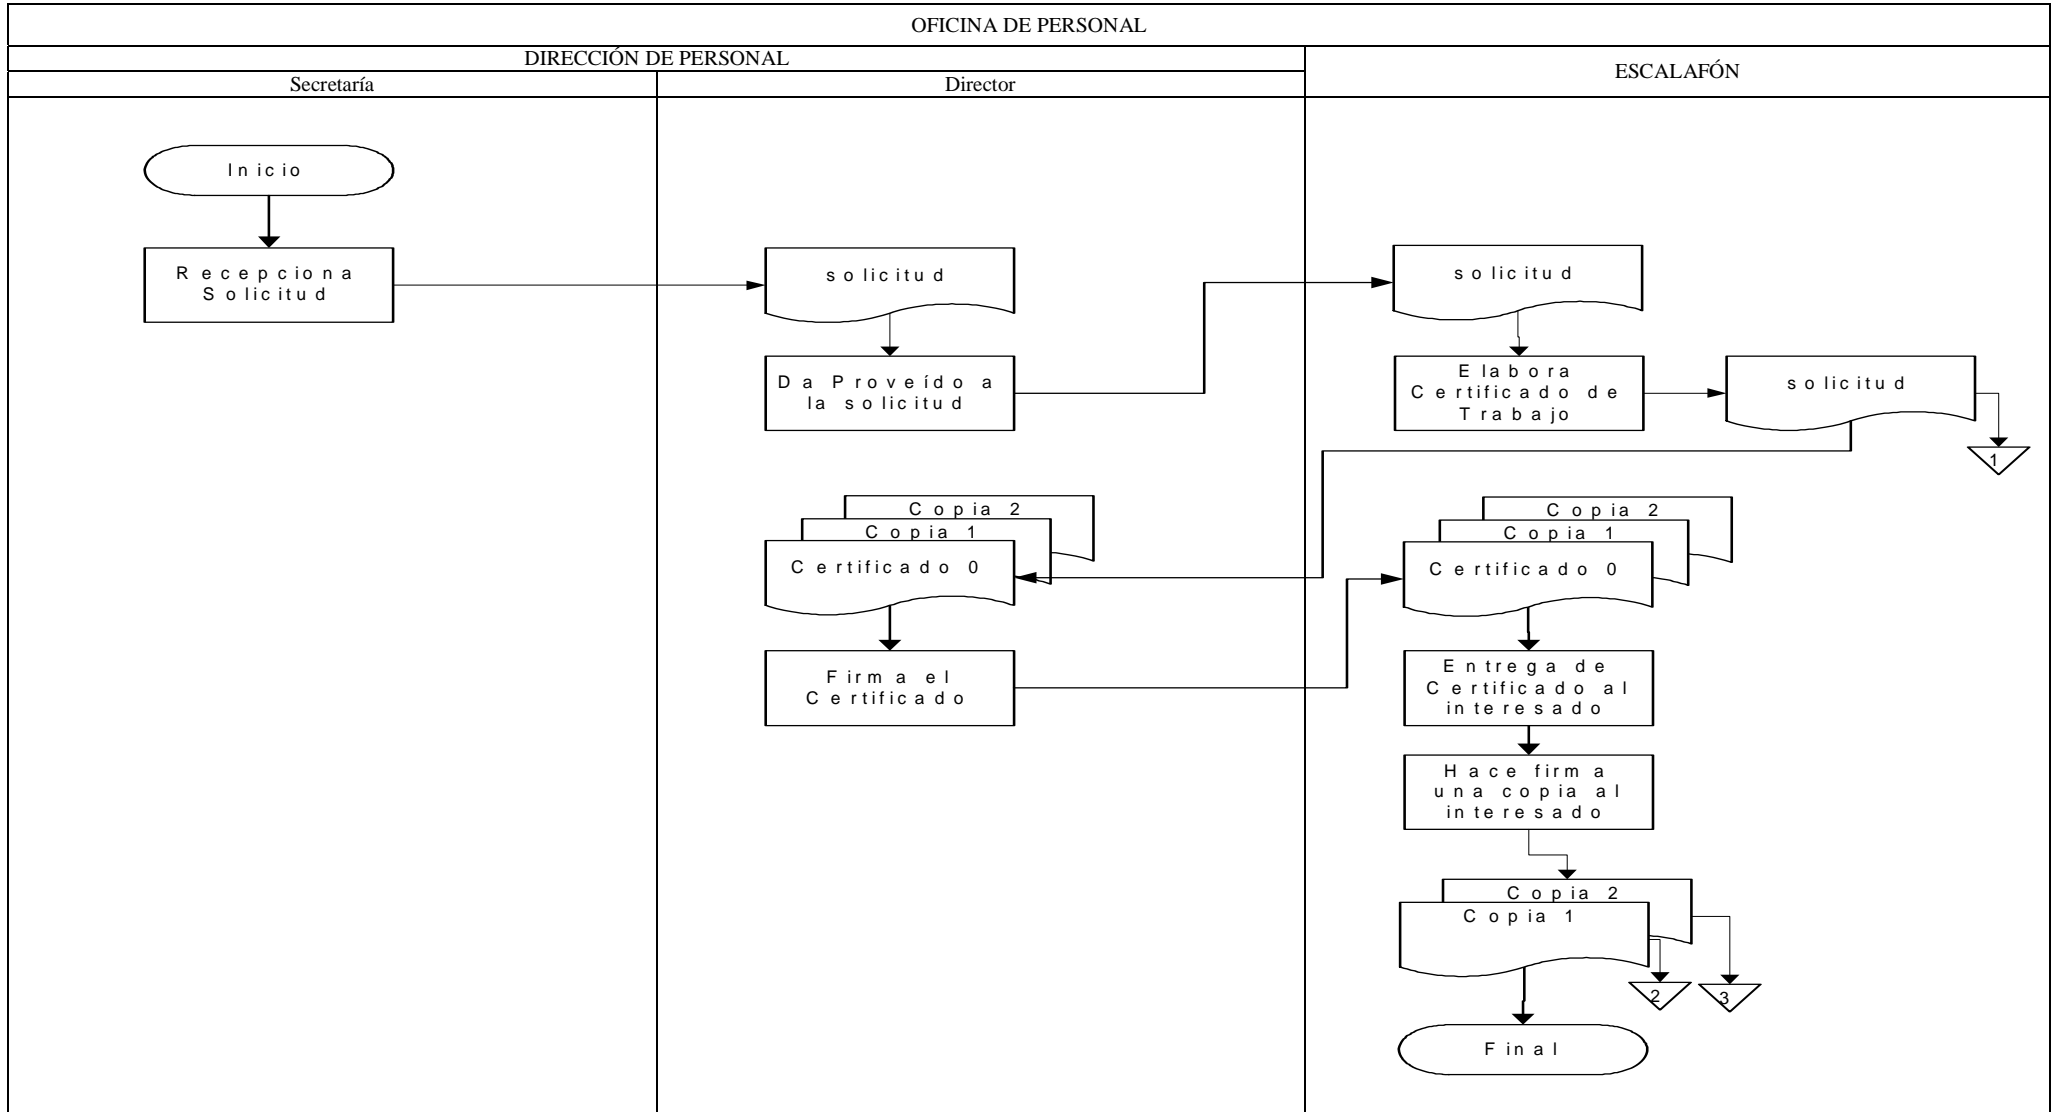 OFICINA DE PERSONAL
DIRECCIÓN DE PERSONAL
ESCALAFÓN
Secretaría
Director
Inicio
Recepciona
Solicitud
solicitud
Da Proveído a
la solicitud
solicitud
Elabora
Certificado de
Trabajo
solicitud
1
Copia 2
Copia 1
Certificado 0
Firma el
Certificado
Copia 2
Copia 1
Certificado 0
Entrega de
Certificado al
interesado
Hace firma
una copia al
interesado
Copia 2
Copia 1
2
3
Final